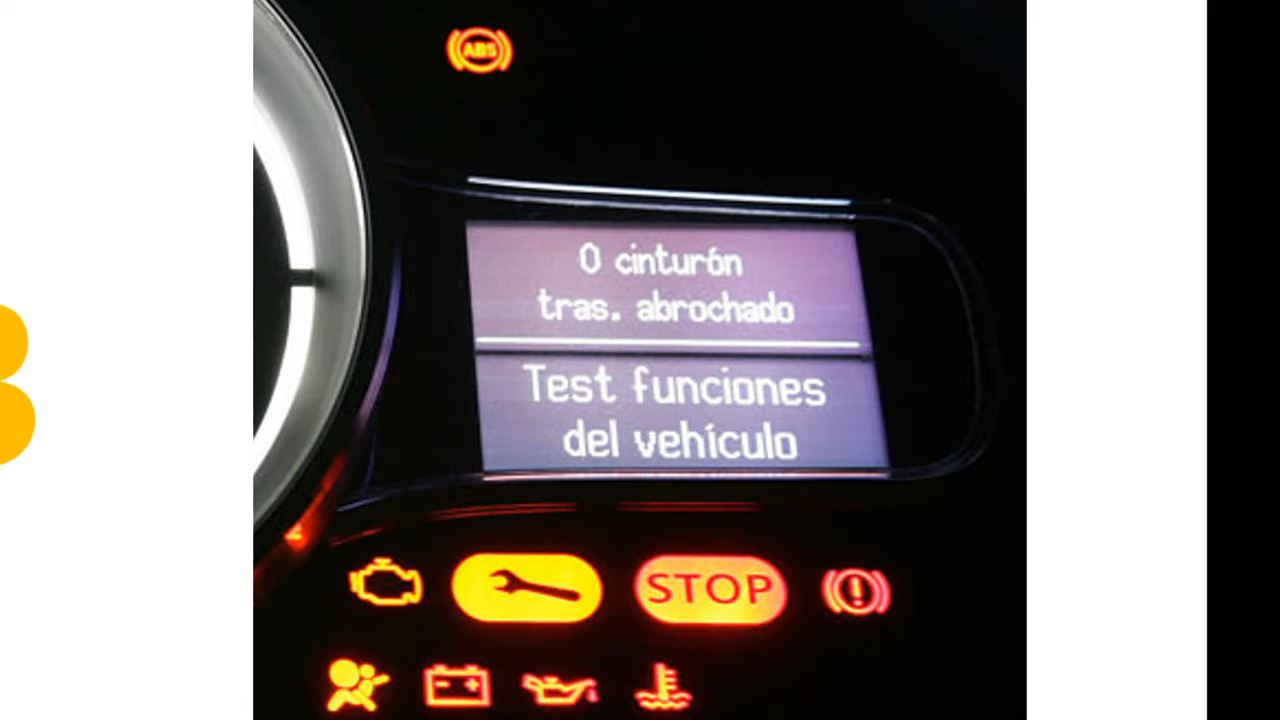 ABS
0 cinturón
tras. abrochado
Test funciones
del vehículo
STOP